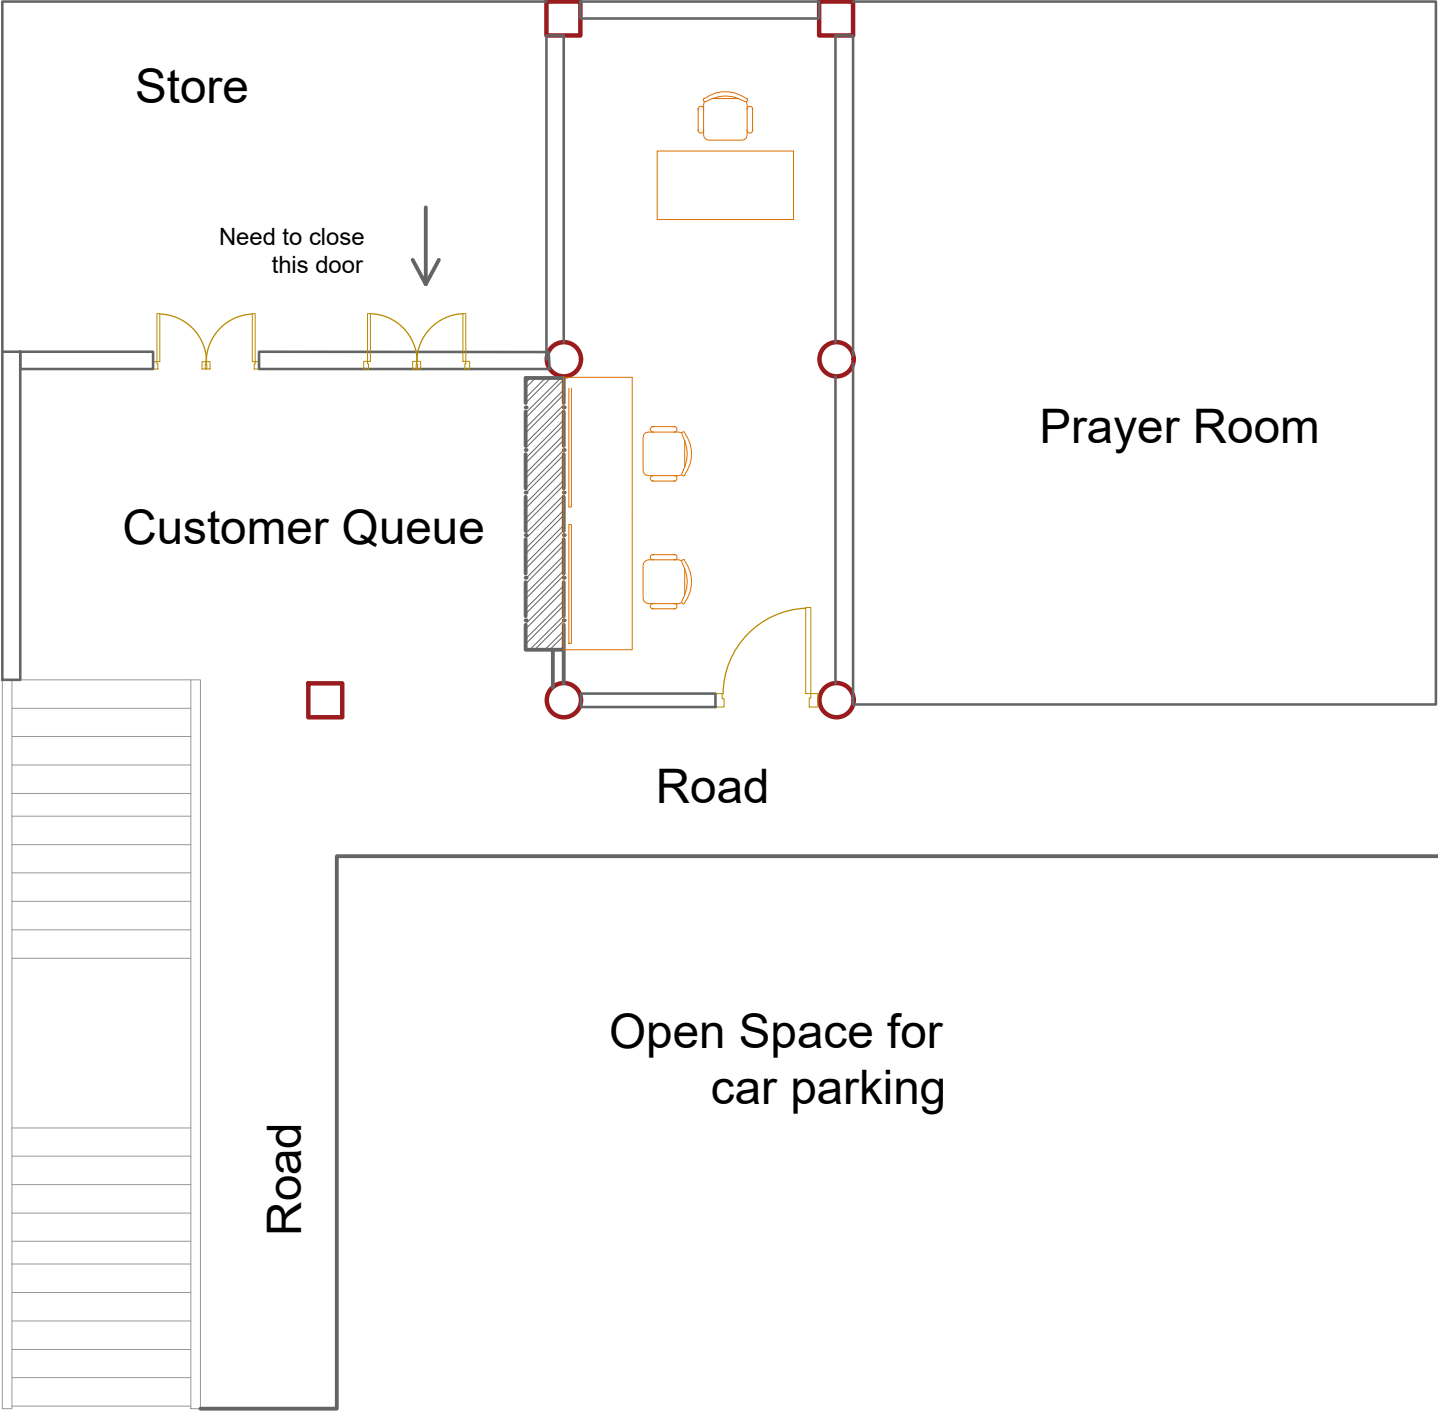 Store
Need to close
this door
Prayer Room
Customer Queue
Road
Open Space for
car parking
Road